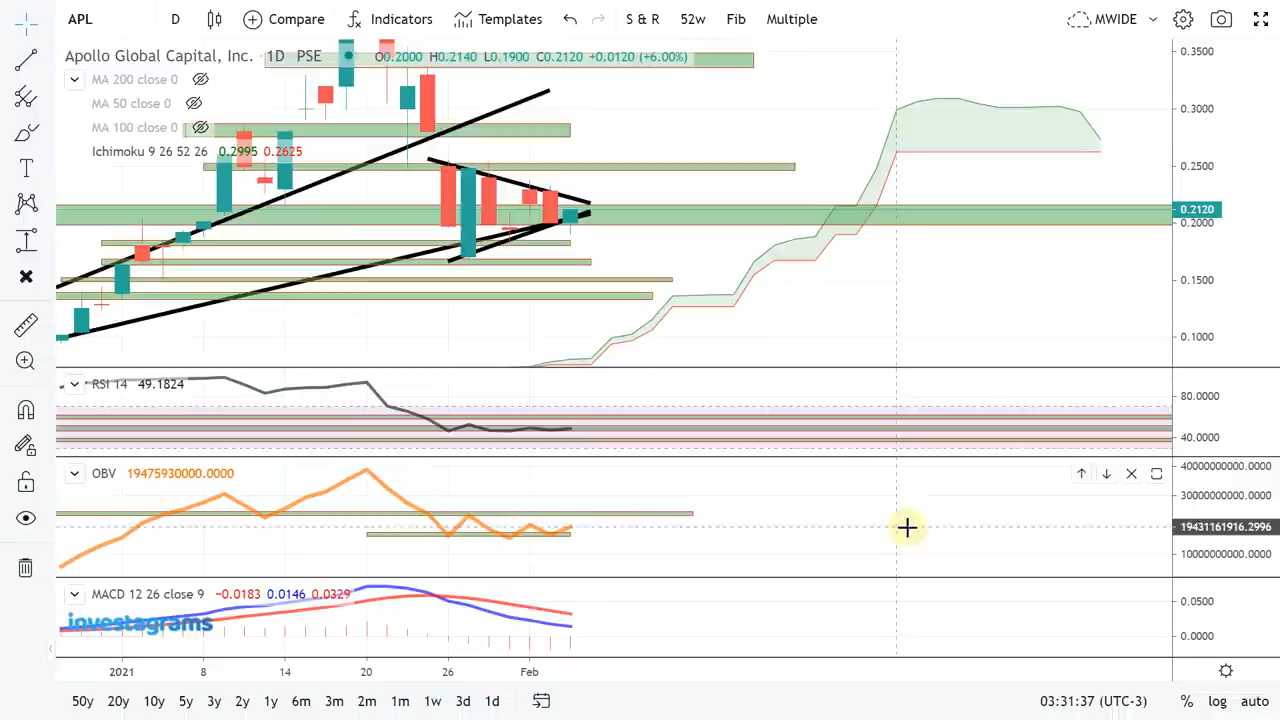 APL D Compare Indicators Templates S & R 52w Fib Multiple MWIDE
Apollo Global Capital, Inc. 1D PSE O0.2000 H0.2140 L0.1900 C0.2120 +0.0120 (+6.00%)
MA 200 close 0
MA 50 close 0
MA 100 close 0
Ichimoku 9 26 52 26 0.2995 0.2625
0.3500
0.3000
0.2500
0.2120
0.2000
0.1500
0.1000
RSI 14 49.1824
80.0000
40.0000
OBV 19475930000.0000
40000000000.0000
30000000000.0000
19431161916.2996
10000000000.0000
MACD 12 26 close 9 −0.0183 0.0146 0.0329
investagrams
0.0500
0.0000
2021 8 14 20 26 Feb
50y 20y 10y 5y 3y 2y 1y 6m 3m 2m 1m 1w 3d 1d 03:31:37 (UTC-3) % log auto